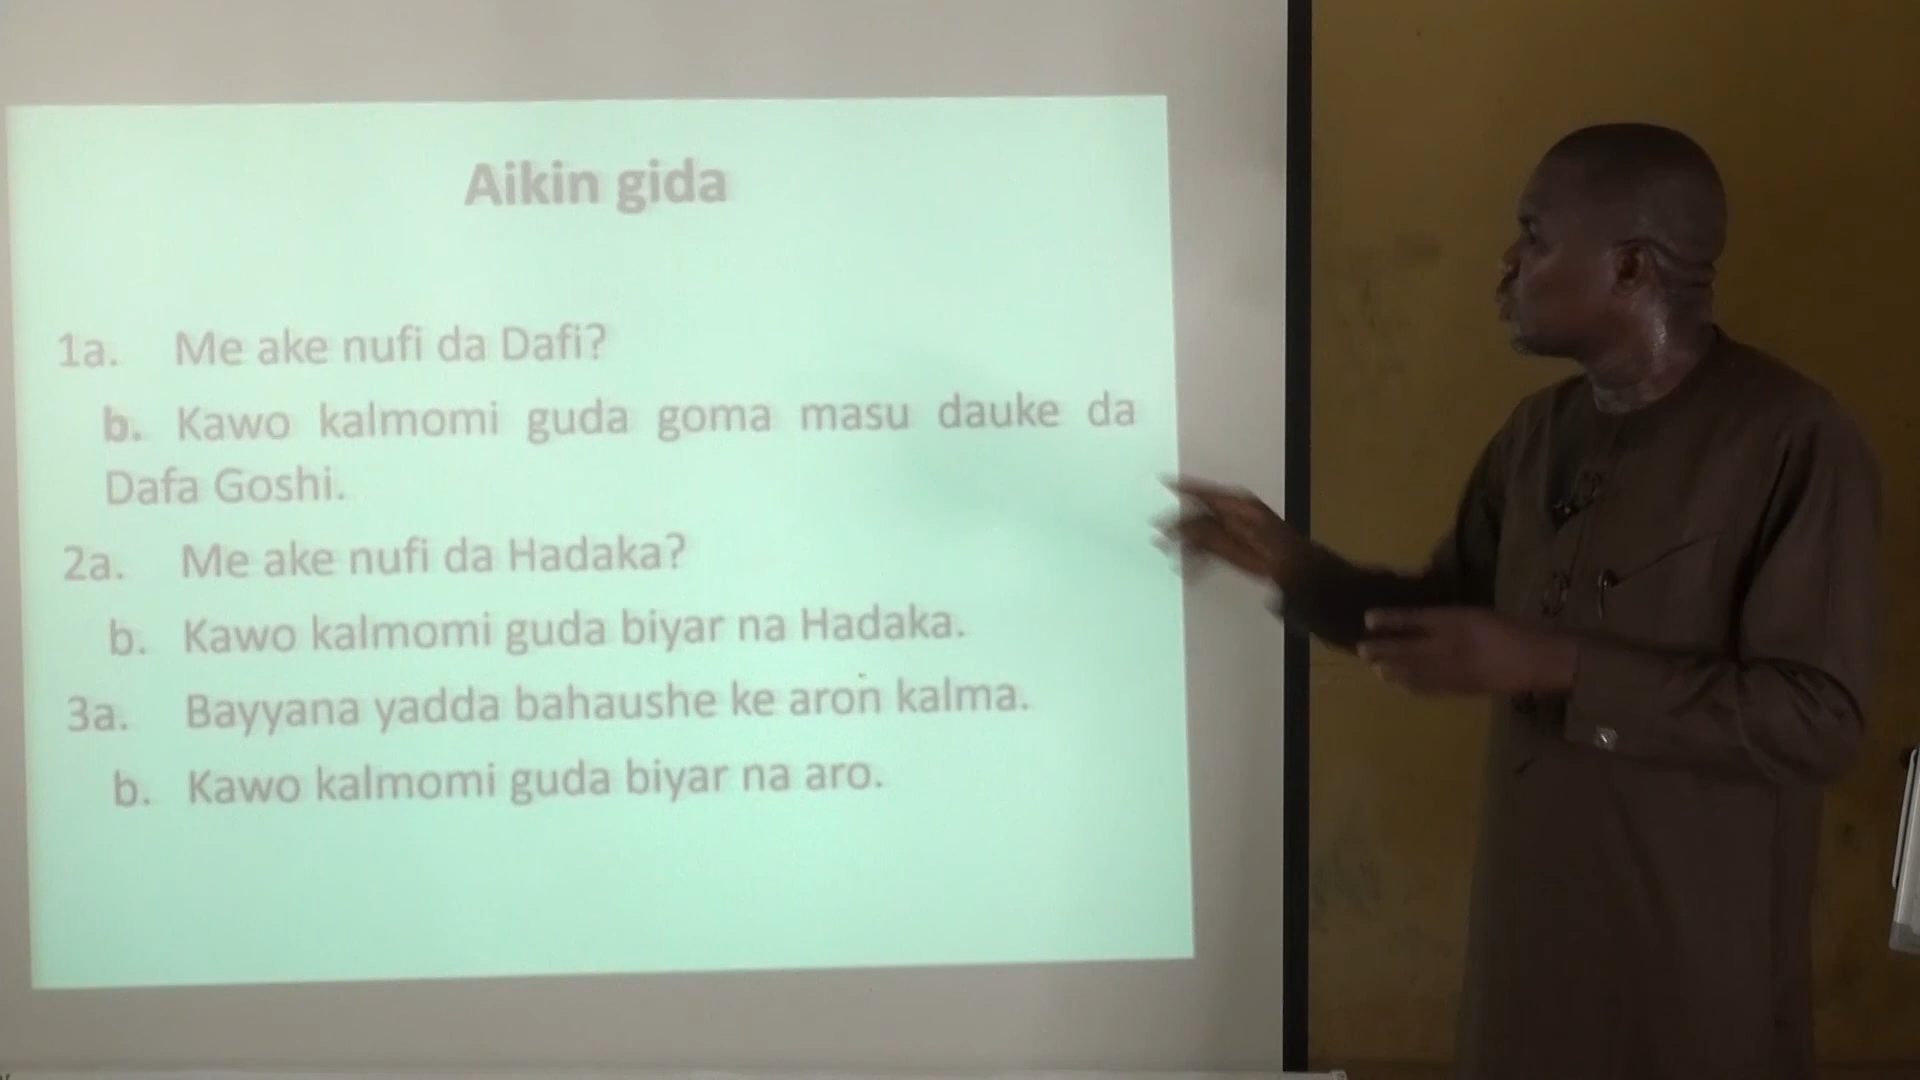 Aikin gida
1a. Me ake nufi da Dafi?
b. Kawo kalmomi guda goma masu dauke da
Dafa Goshi.
2a. Me ake nufi da Hadaka?
b. Kawo kalmomi guda biyar na Hadaka.
3a. Bayyana yadda bahaushe ke aron kalma.
b. Kawo kalmomi guda biyar na aro.